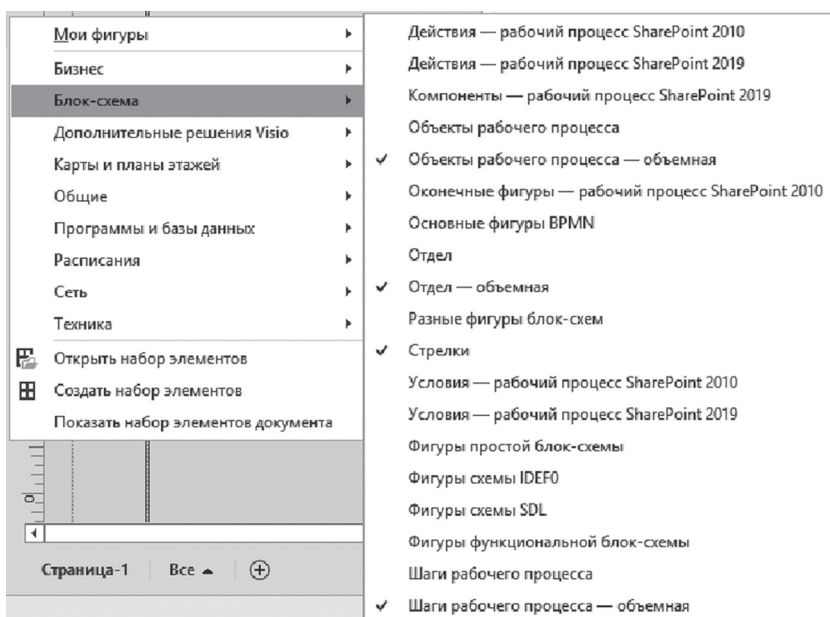 Мои фигуры
Бизнес
Блок-схема
Дополнительные решения Visio
Карты и планы этажей
Общие
Программы и базы данных
Расписания
Сеть
Техника
Открыть набор элементов
Создать набор элементов
Показать набор элементов документа
Действия — рабочий процесс SharePoint 2010
Действия — рабочий процесс SharePoint 2019
Компоненты — рабочий процесс SharePoint 2019
Объекты рабочего процесса
Объекты рабочего процесса — объемная
Оконечные фигуры — рабочий процесс SharePoint 2010
Основные фигуры BPMN
Отдел
Отдел — объемная
Разные фигуры блок-схем
Стрелки
Условия — рабочий процесс SharePoint 2010
Условия — рабочий процесс SharePoint 2019
Фигуры простой блок-схемы
Фигуры схемы IDEF0
Фигуры схемы SDL
Фигуры функциональной блок-схемы
Шаги рабочего процесса
Шаги рабочего процесса — объемная
0
Страница-1 Все